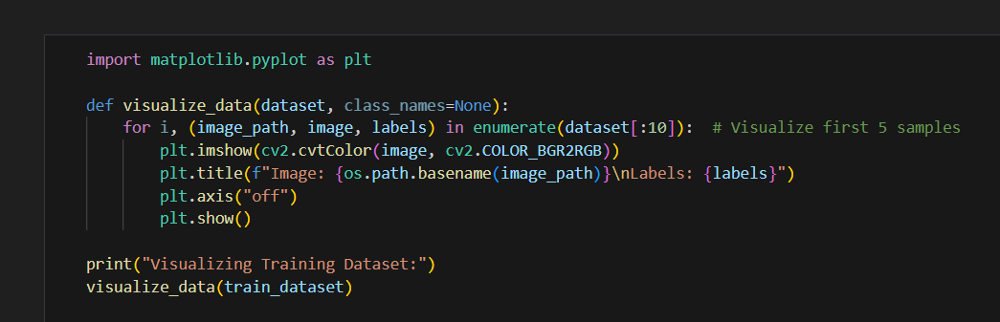 import matplotlib.pyplot as plt
def visualize_data(dataset, class_names=None):
for i, (image_path, image, labels) in enumerate(dataset[:10]):  # Visualize first 5 samples
plt.imshow(cv2.cvtColor(image, cv2.COLOR_BGR2RGB))
plt.title(f"Image: {os.path.basename(image_path)}\nLabels: {labels}")
plt.axis("off")
plt.show()
print("Visualizing Training Dataset:")
visualize_data(train_dataset)